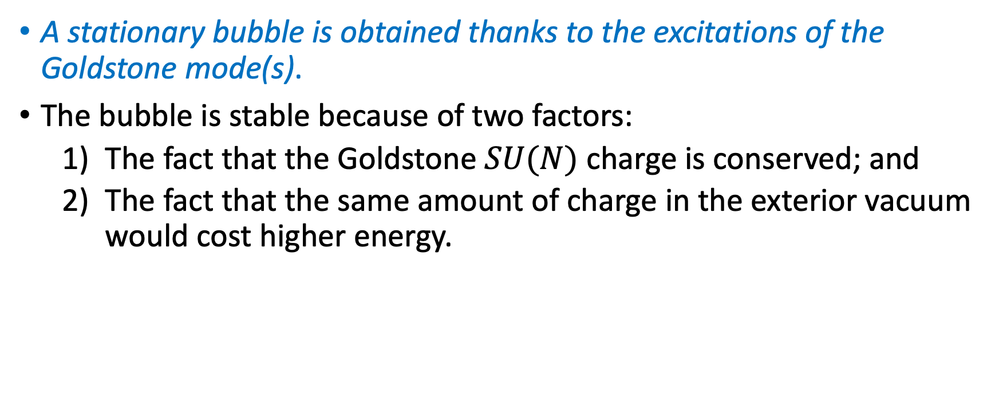 • A stationary bubble is obtained thanks to the excitations of the
Goldstone mode(s).
• The bubble is stable because of two factors:
1) The fact that the Goldstone SU(N) charge is conserved; and
2) The fact that the same amount of charge in the exterior vacuum
would cost higher energy.